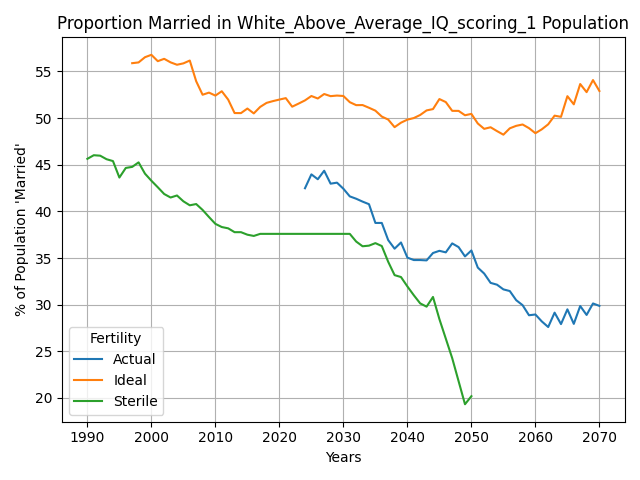 Proportion Married in White_Above_Average_IQ_scoring_1 Population
% of Population 'Married'
55
50
45
40
35
30
25
20
Fertility
Actual
Ideal
Sterile
1990 2000 2010 2020 2030 2040 2050 2060 2070
Years